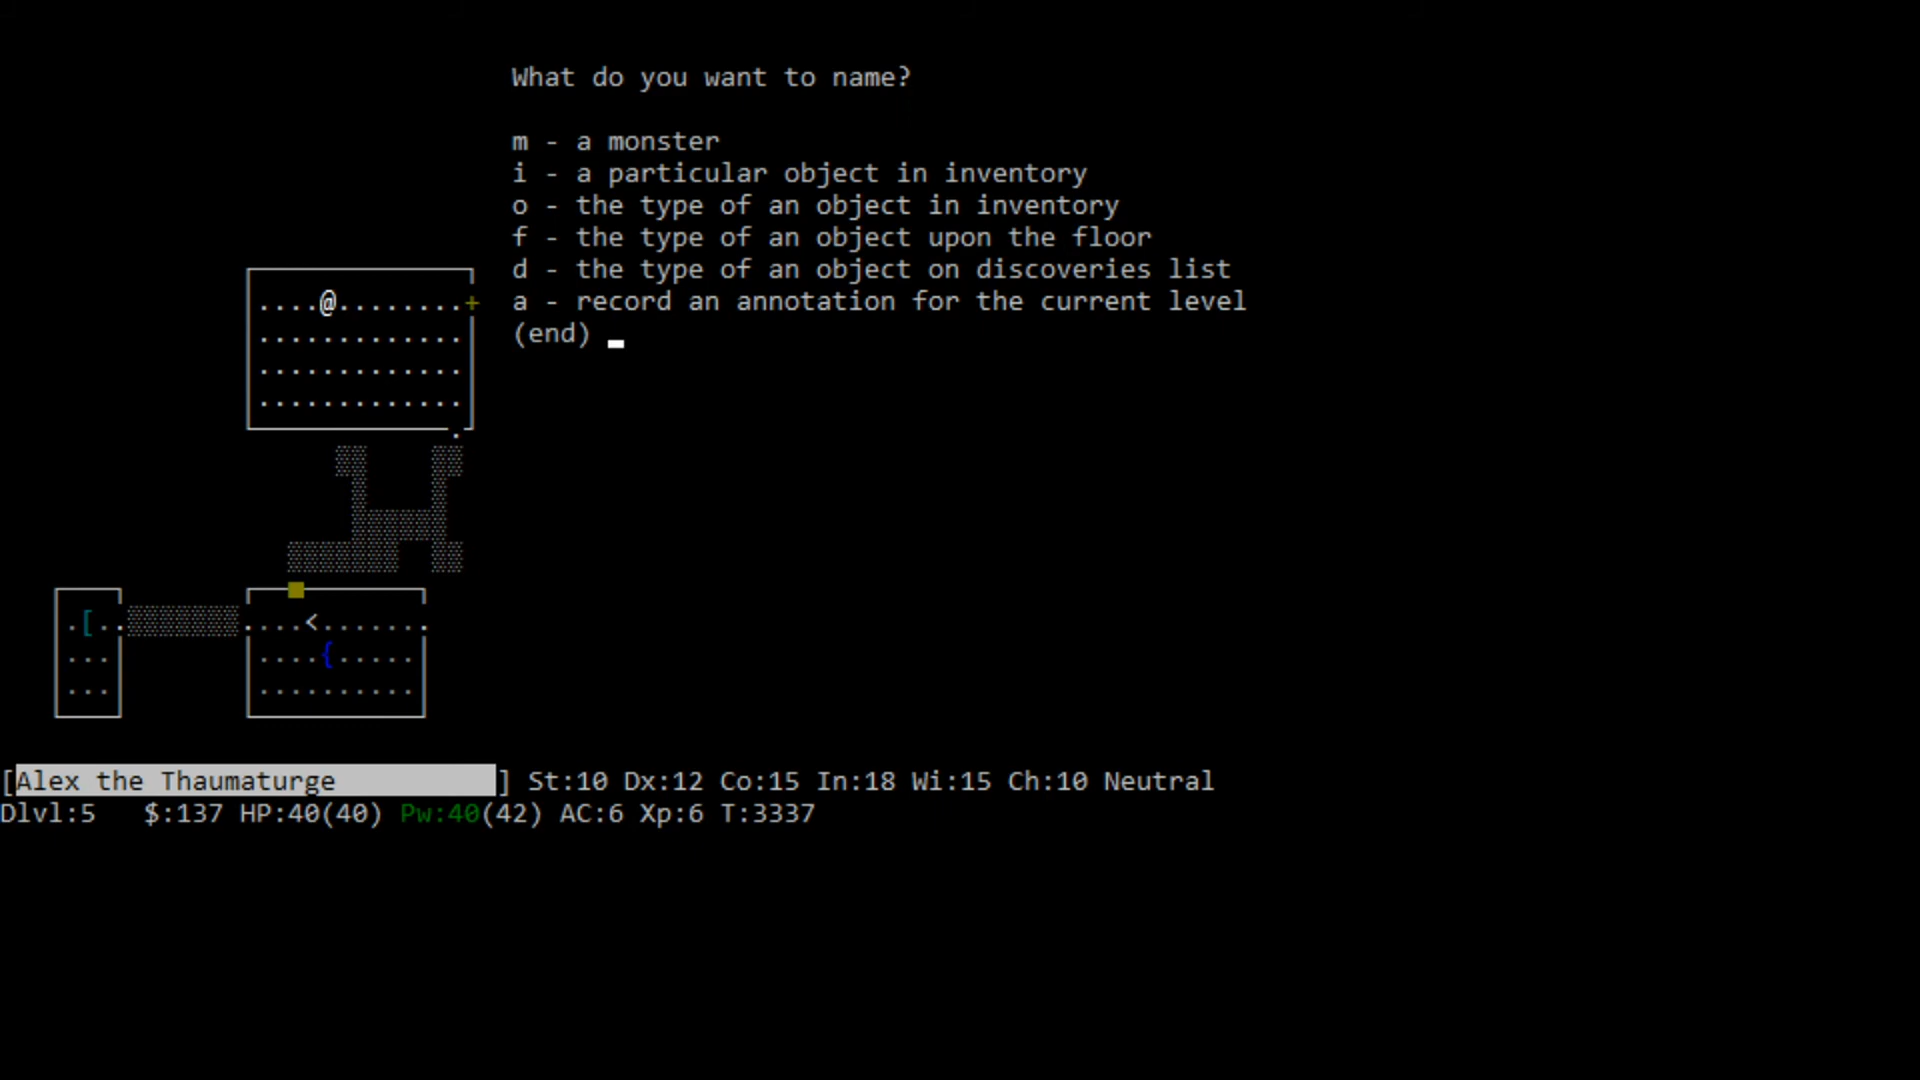 What do you want to name?
m - a monster
i - a particular object in inventory
o - the type of an object in inventory
f - the type of an object upon the floor
d - the type of an object on discoveries list
a - record an annotation for the current level
(end)
....@........+
.............
.............
.............
.
.[.. ....<.......
... ....{.....
... ..........
[Alex the Thaumaturge ] St:10 Dx:12 Co:15 In:18 Wi:15 Ch:10 Neutral
Dlvl:5 $:137 HP:40(40) Pw:40(42) AC:6 Xp:6 T:3337